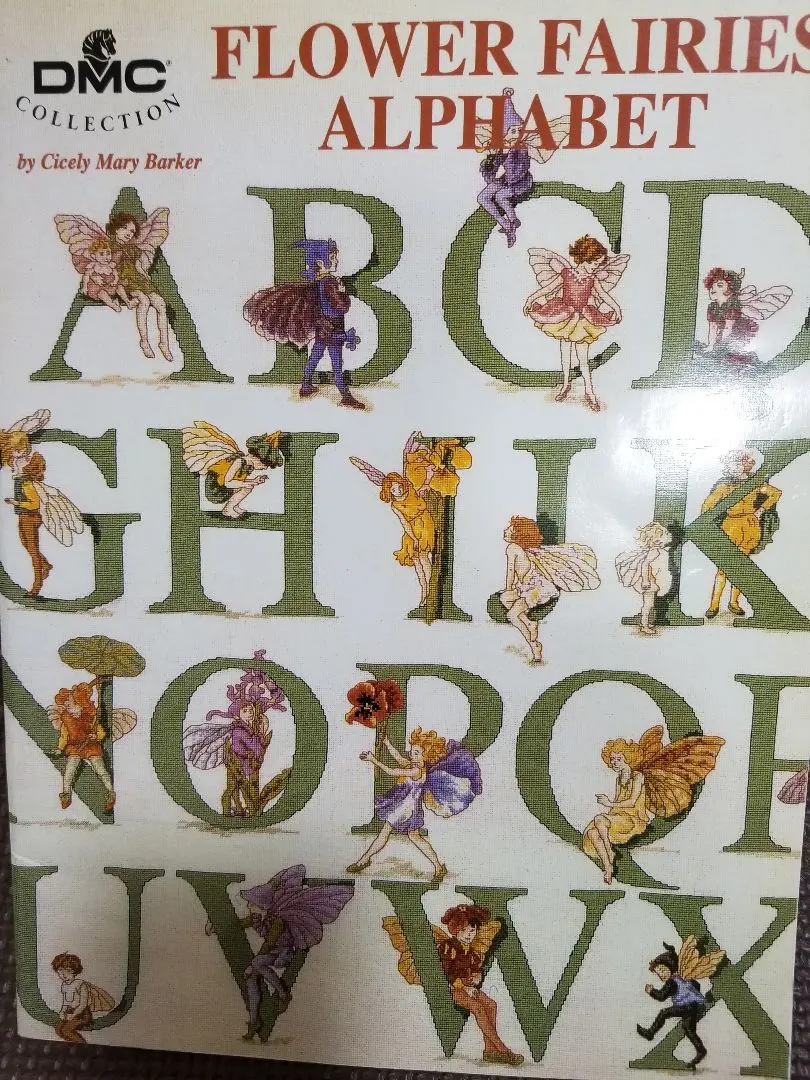 DMC®
COLLECTION
FLOWER FAIRIES
ALPHABET
by Cicely Mary Barker
A B C D
G H I J K
N O P Q R
U V W X